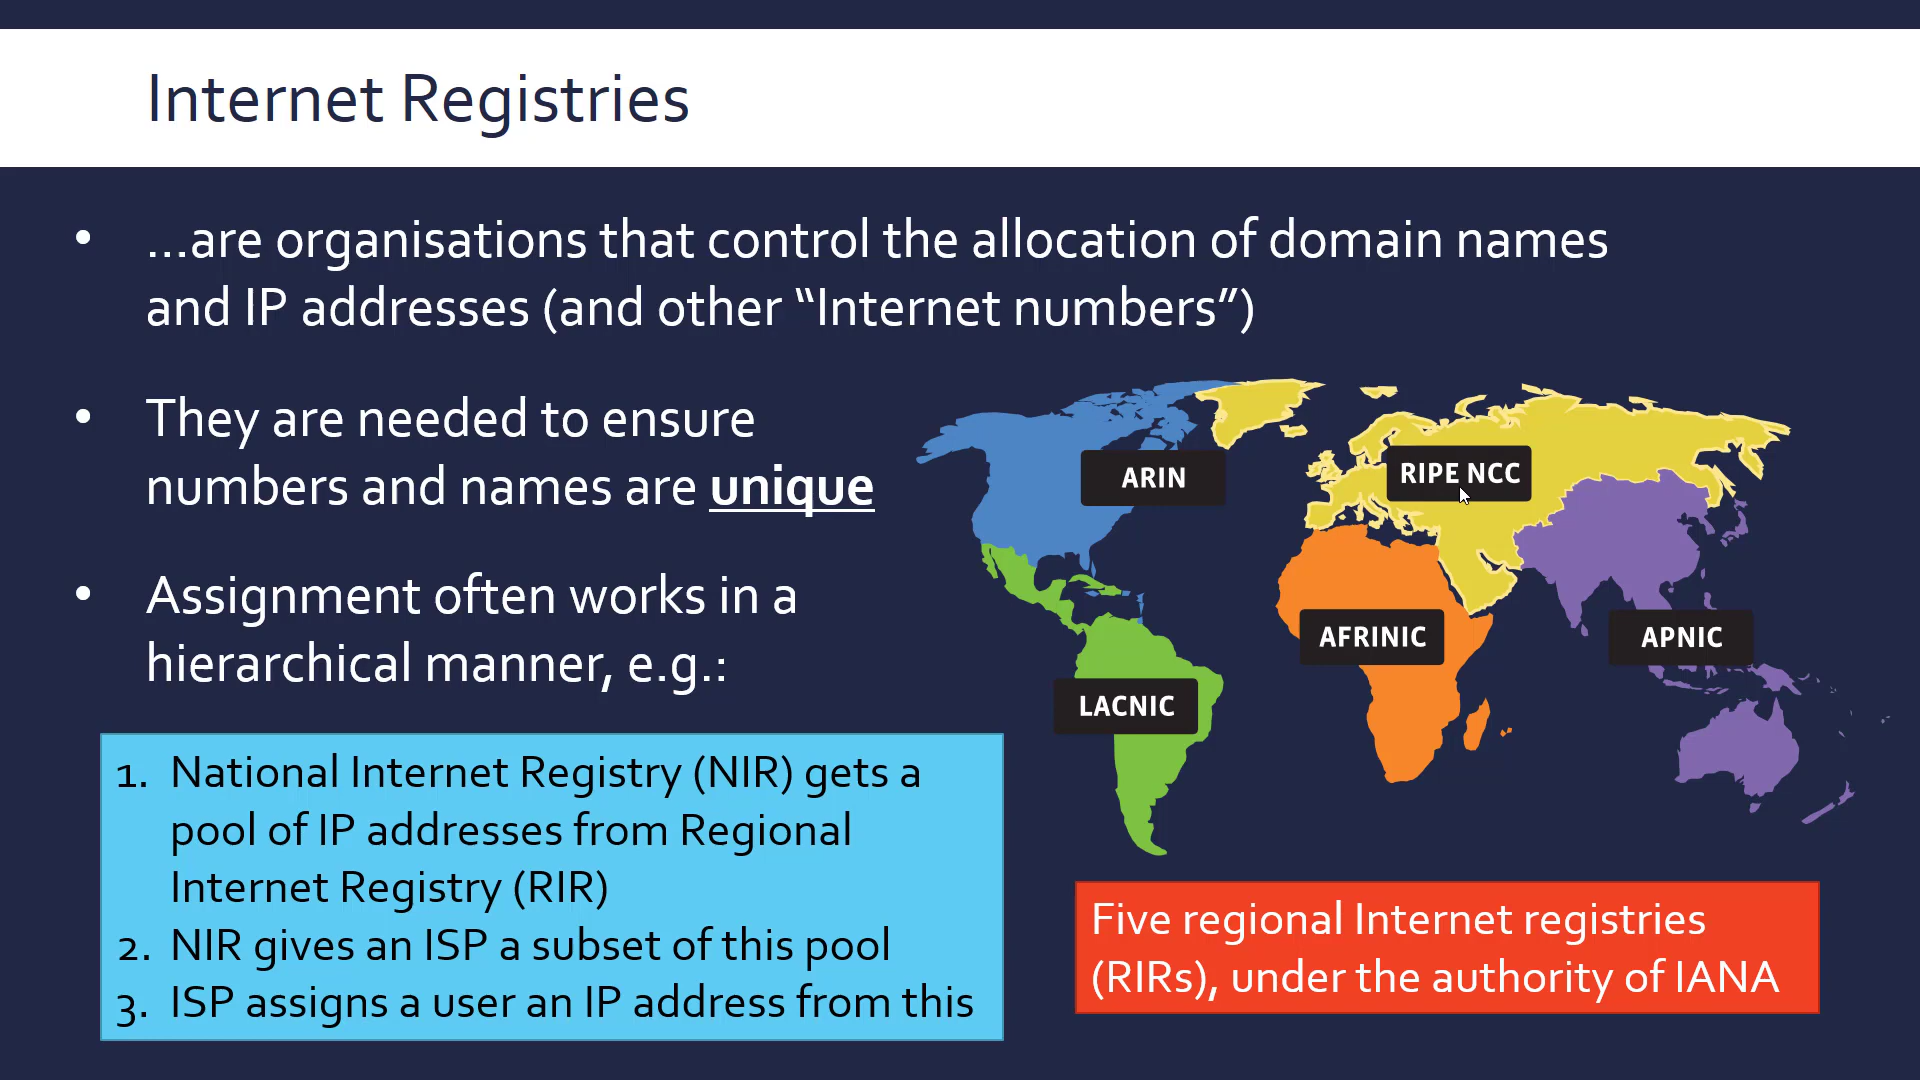 Internet Registries
• …are organisations that control the allocation of domain names
and IP addresses (and other “Internet numbers”)
• They are needed to ensure
numbers and names are unique
• Assignment often works in a
hierarchical manner, e.g.:
1. National Internet Registry (NIR) gets a
pool of IP addresses from Regional
Internet Registry (RIR)
2. NIR gives an ISP a subset of this pool
3. ISP assigns a user an IP address from this
ARIN
RIPE NCC
AFRINIC
APNIC
LACNIC
Five regional Internet registries
(RIRs), under the authority of IANA